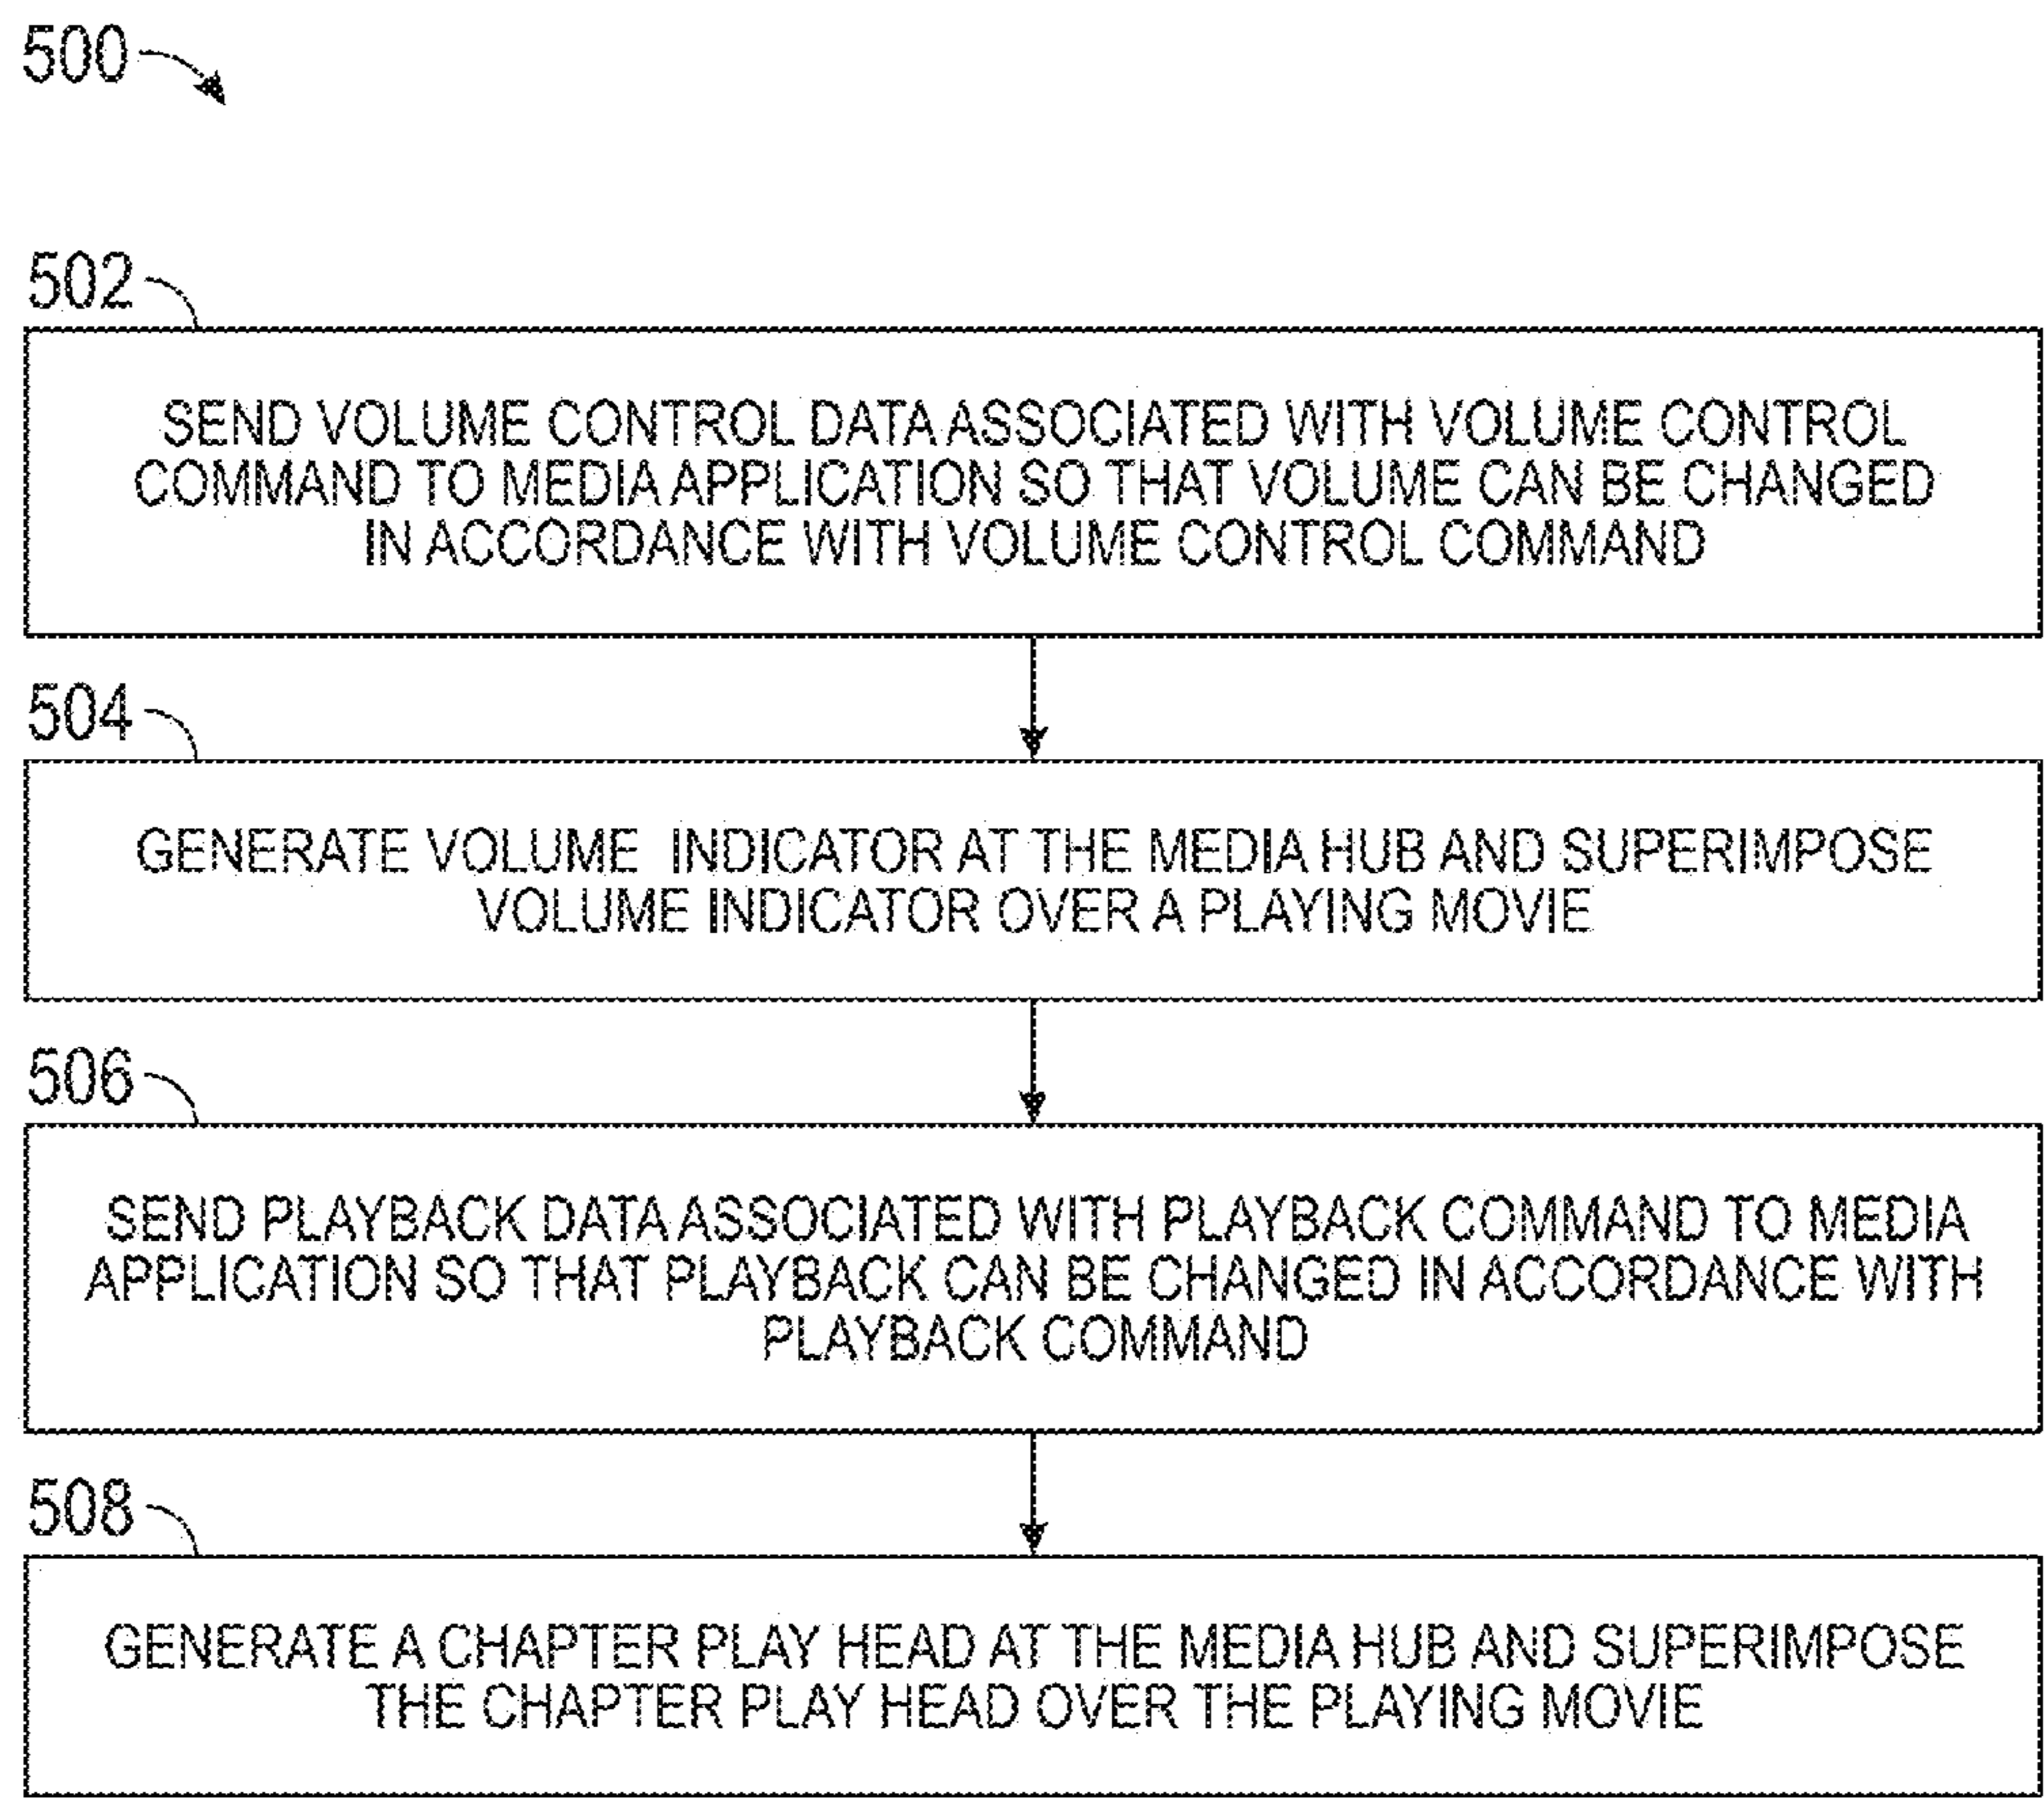 500
502
SEND VOLUME CONTROL DATA ASSOCIATED WITH VOLUME CONTROL
COMMAND TO MEDIA APPLICATION SO THAT VOLUME CAN BE CHANGED
IN ACCORDANCE WITH VOLUME CONTROL COMMAND
504
GENERATE VOLUME INDICATOR AT THE MEDIA HUB AND SUPERIMPOSE
VOLUME INDICATOR OVER A PLAYING MOVIE
506
SEND PLAYBACK DATA ASSOCIATED WITH PLAYBACK COMMAND TO MEDIA
APPLICATION SO THAT PLAYBACK CAN BE CHANGED IN ACCORDANCE WITH
PLAYBACK COMMAND
508
GENERATE A CHAPTER PLAY HEAD AT THE MEDIA HUB AND SUPERIMPOSE
THE CHAPTER PLAY HEAD OVER THE PLAYING MOVIE